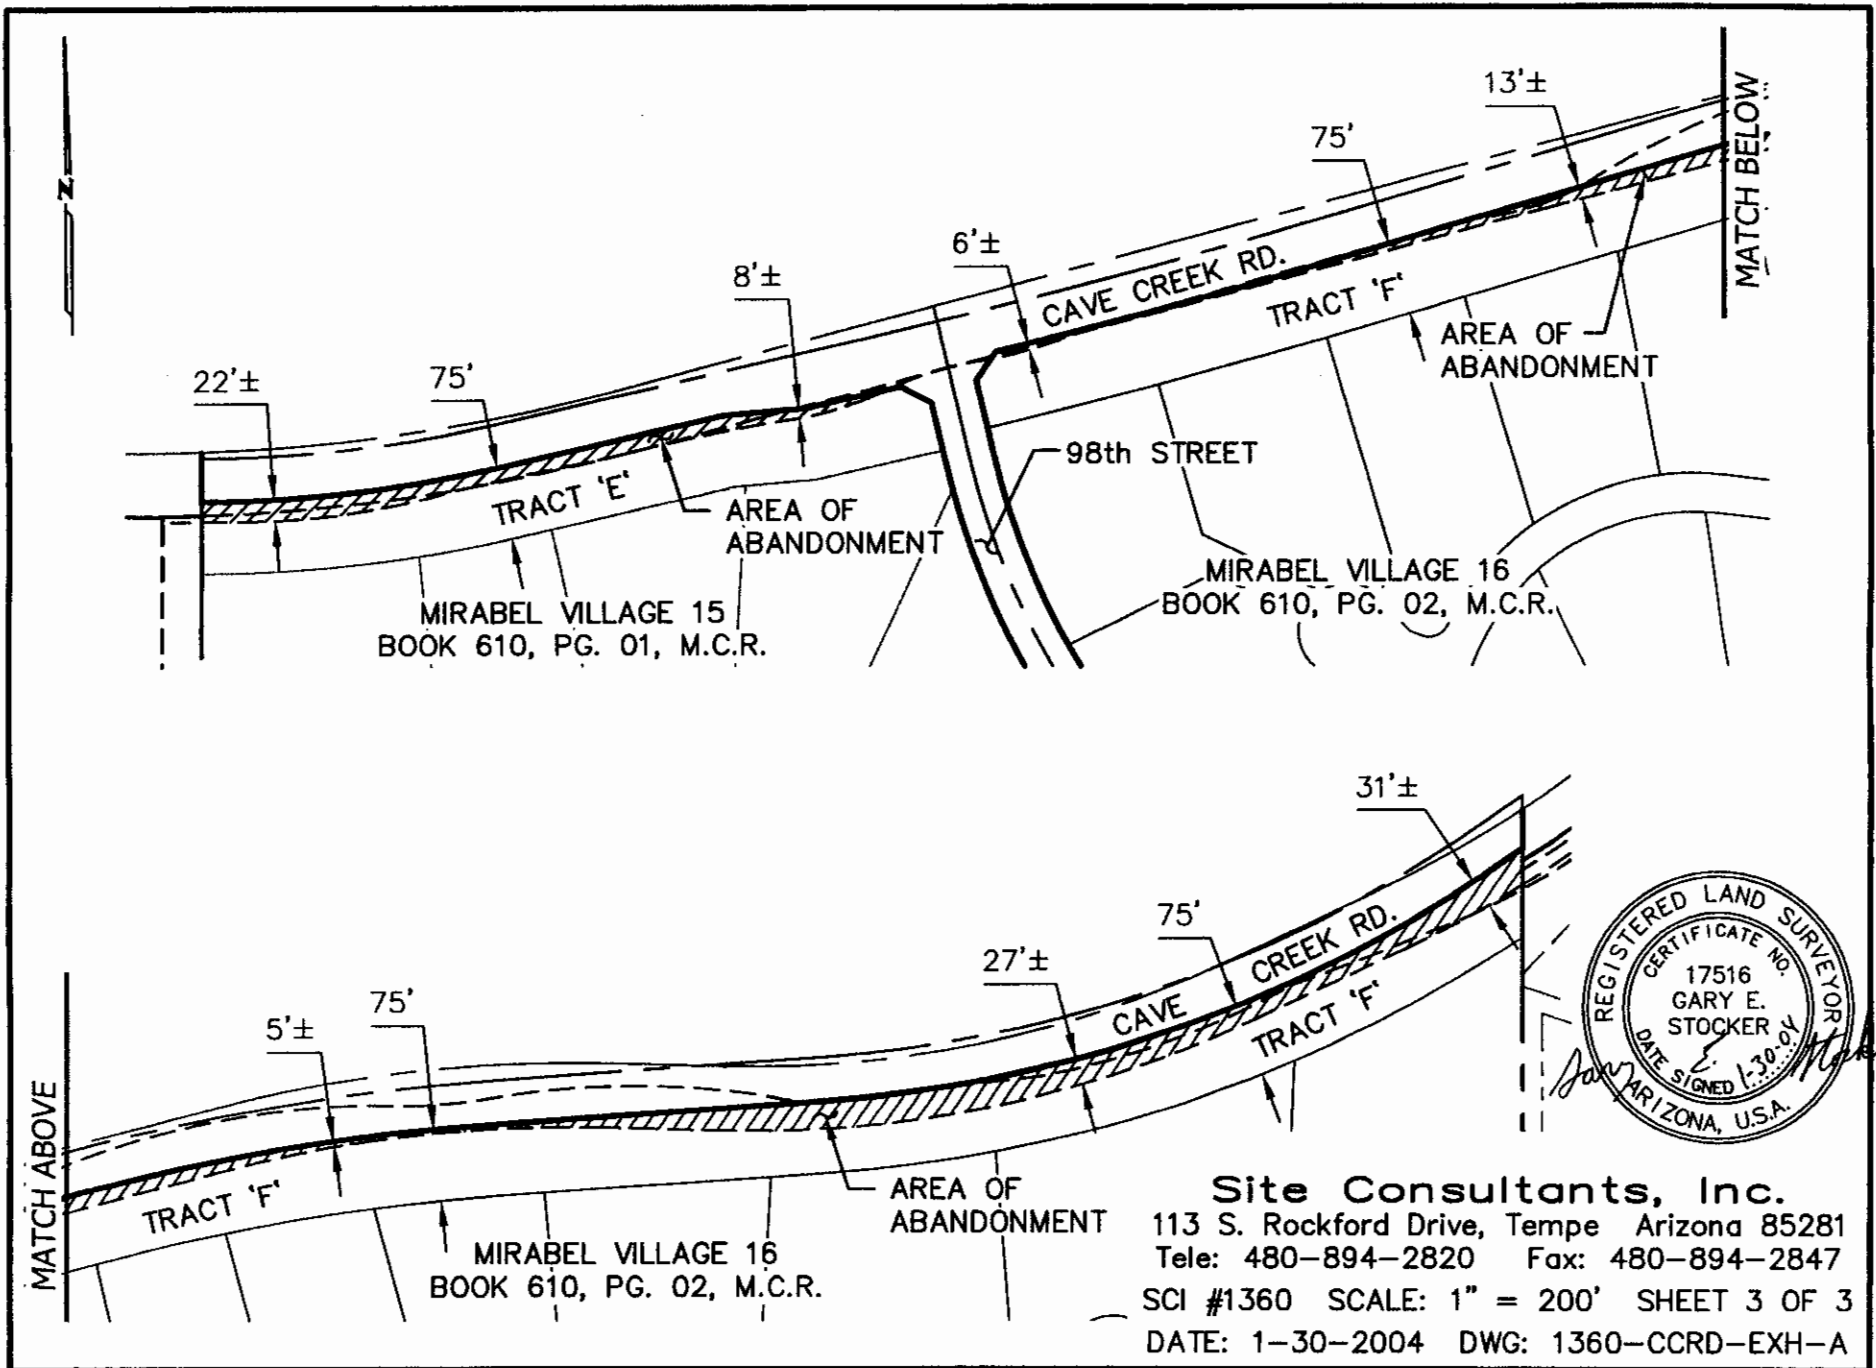 N
13'±
75'
MATCH BELOW
6'±
8'±
CAVE CREEK RD.
TRACT 'F'
22'±
75'
AREA OF
ABANDONMENT
98th STREET
TRACT 'E'
AREA OF
ABANDONMENT
MIRABEL VILLAGE 15
BOOK 610, PG. 01, M.C.R.
MIRABEL VILLAGE 16
BOOK 610, PG. 02, M.C.R.
31'±
75'
27'±
CAVE CREEK RD.
TRACT 'F'
75'
5'±
MATCH ABOVE
TRACT 'F'
AREA OF
ABANDONMENT
MIRABEL VILLAGE 16
BOOK 610, PG. 02, M.C.R.
REGISTERED LAND SURVEYOR
CERTIFICATE NO.
17516
GARY E.
STOCKER
DATE SIGNED 1-30-04
ARIZONA, U.S.A.
Site Consultants, Inc.
113 S. Rockford Drive, Tempe Arizona 85281
Tele: 480-894-2820 Fax: 480-894-2847
SCI #1360 SCALE: 1" = 200' SHEET 3 OF 3
DATE: 1-30-2004 DWG: 1360-CCRD-EXH-A